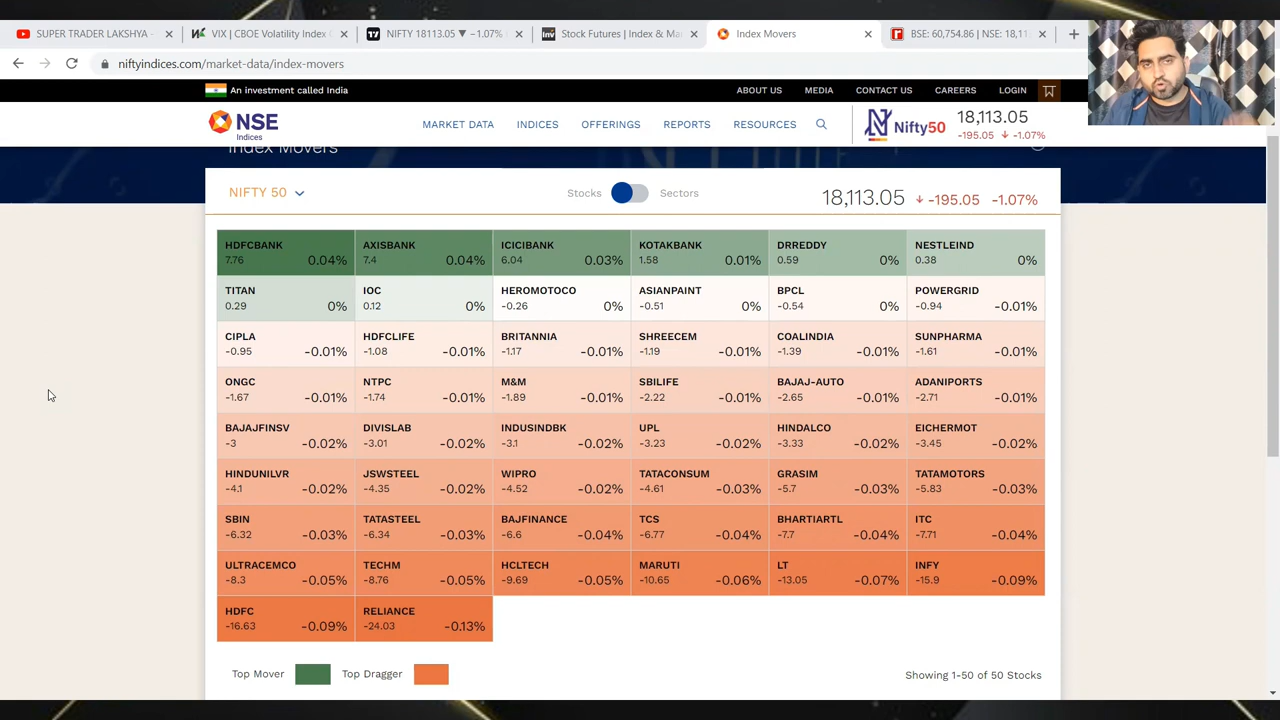 SUPER TRADER LAKSHYA -
VIX | CBOE Volatility Index C
NIFTY 18113.05 ▼ −1.07%
Stock Futures | Index & Ma
Index Movers
BSE: 60,754.86 | NSE: 18,11
niftyindices.com/market-data/index-movers
An investment called India
ABOUT US MEDIA CONTACT US CAREERS LOGIN
NSE
Indices
MARKET DATA INDICES OFFERINGS REPORTS RESOURCES
Nifty50
18,113.05
-195.05 ↓ -1.07%
Index Movers
NIFTY 50
Stocks Sectors
18,113.05 ↓ -195.05 -1.07%
HDFCBANK AXISBANK ICICIBANK KOTAKBANK DRREDDY NESTLEIND
7.76 0.04% 7.4 0.04% 6.04 0.03% 1.58 0.01% 0.59 0% 0.38 0%
TITAN IOC HEROMOTOCO ASIANPAINT BPCL POWERGRID
0.29 0% 0.12 0% -0.26 0% -0.51 0% -0.54 0% -0.94 -0.01%
CIPLA HDFCLIFE BRITANNIA SHREECEM COALINDIA SUNPHARMA
-0.95 -0.01% -1.08 -0.01% -1.17 -0.01% -1.19 -0.01% -1.39 -0.01% -1.61 -0.01%
ONGC NTPC M&M SBILIFE BAJAJ-AUTO ADANIPORTS
-1.67 -0.01% -1.74 -0.01% -1.89 -0.01% -2.22 -0.01% -2.65 -0.01% -2.71 -0.01%
BAJAJFINSV DIVISLAB INDUSINDBK UPL HINDALCO EICHERMOT
-3 -0.02% -3.01 -0.02% -3.1 -0.02% -3.23 -0.02% -3.33 -0.02% -3.45 -0.02%
HINDUNILVR JSWSTEEL WIPRO TATACONSUM GRASIM TATAMOTORS
-4.1 -0.02% -4.35 -0.02% -4.52 -0.02% -4.61 -0.03% -5.7 -0.03% -5.83 -0.03%
SBIN TATASTEEL BAJFINANCE TCS BHARTIARTL ITC
-6.32 -0.03% -6.34 -0.03% -6.6 -0.04% -6.77 -0.04% -7.7 -0.04% -7.71 -0.04%
ULTRACEMCO TECHM HCLTECH MARUTI LT INFY
-8.3 -0.05% -8.76 -0.05% -9.69 -0.05% -10.65 -0.06% -13.05 -0.07% -15.9 -0.09%
HDFC RELIANCE
-16.63 -0.09% -24.03 -0.13%
Top Mover Top Dragger Showing 1-50 of 50 Stocks